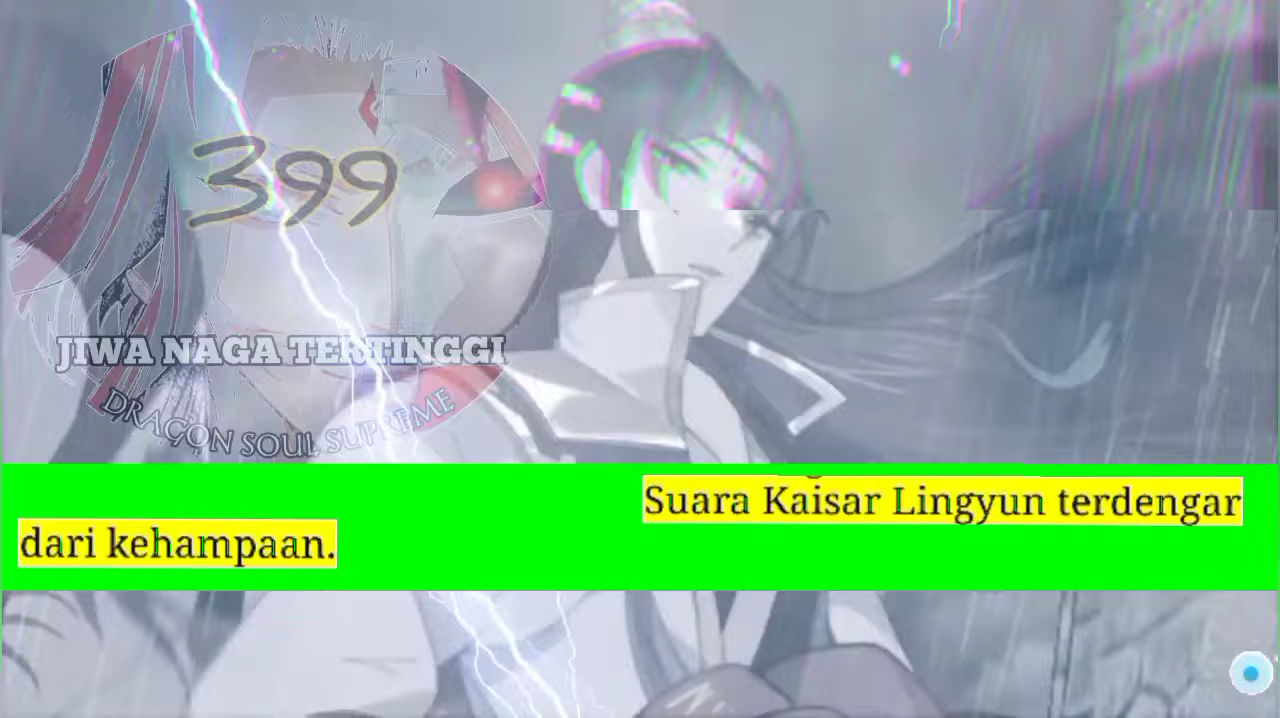 399
JIWA NAGA TERTINGGI
DRAGON SOUL SUPREME
Suara Kaisar Lingyun terdengar
dari kehampaan.